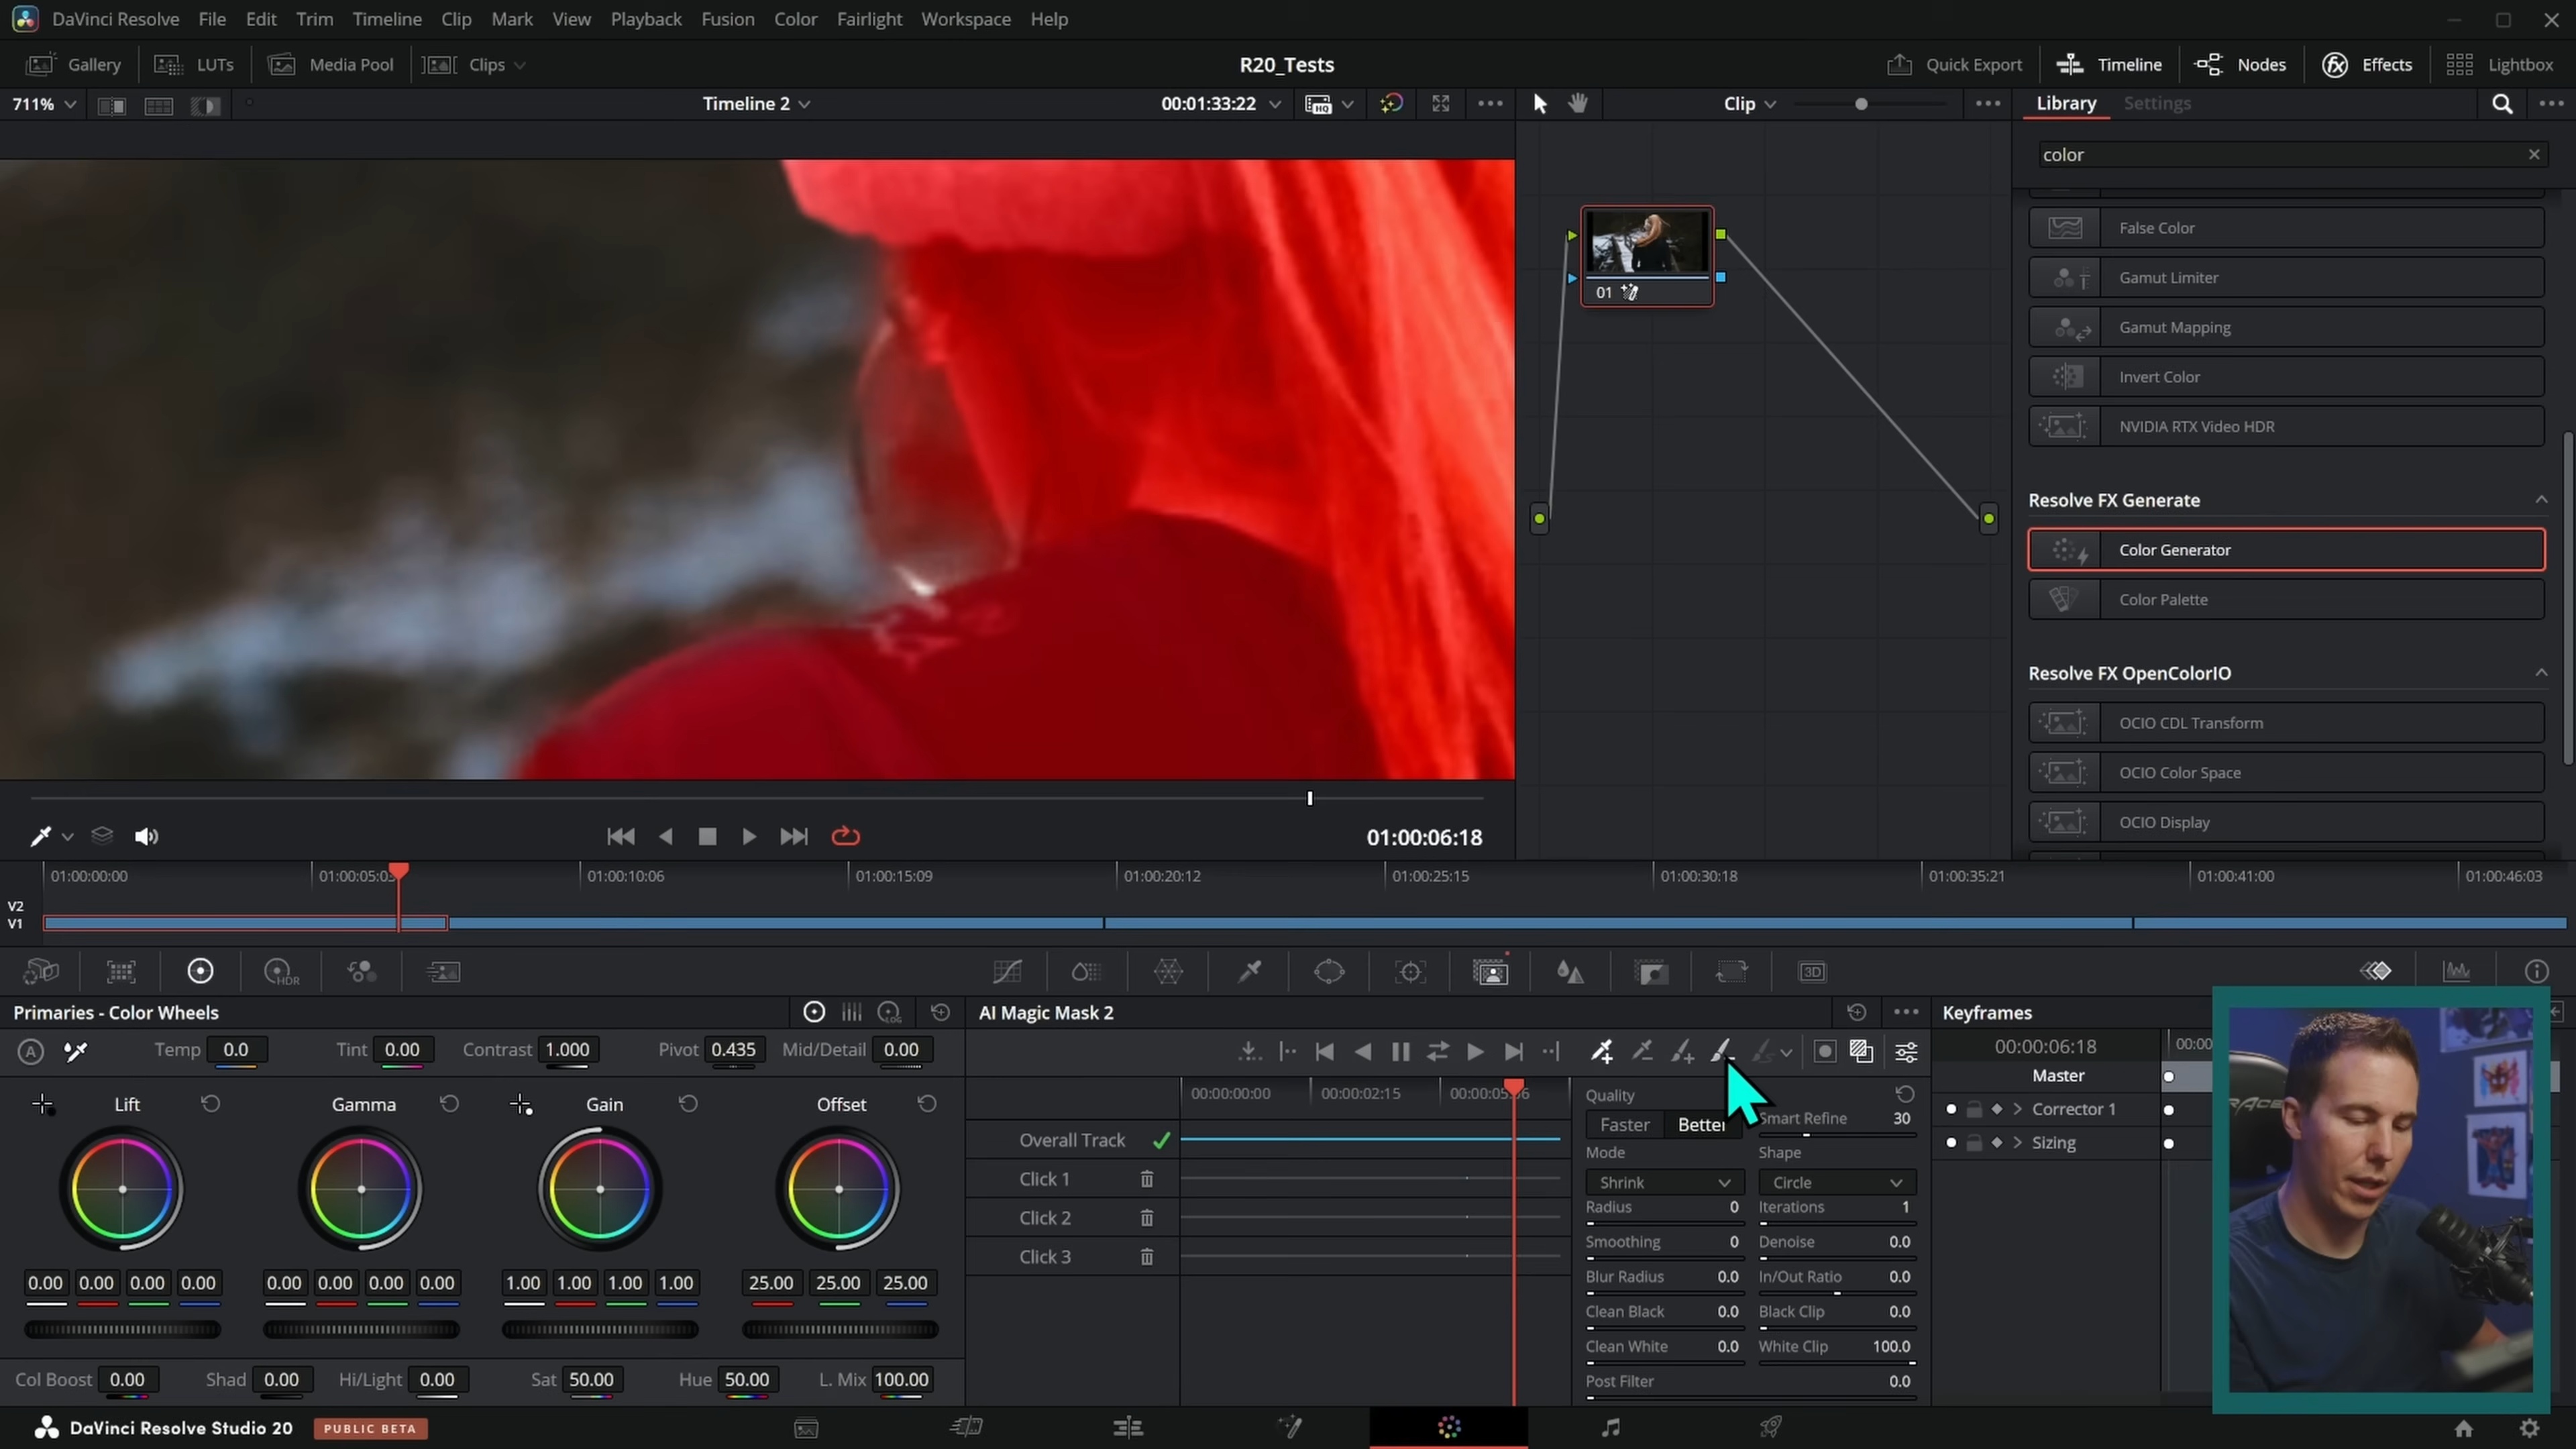 DaVinci Resolve File Edit Trim Timeline Clip Mark View Playback Fusion Color Fairlight Workspace Help
Gallery LUTs Media Pool Clips R20_Tests Quick Export Timeline Nodes Effects Lightbox
711% Timeline 2 00:01:33:22 Clip Library Settings
color
False Color
Gamut Limiter
01
Gamut Mapping
Invert Color
NVIDIA RTX Video HDR
Resolve FX Generate
Color Generator
Color Palette
Resolve FX OpenColorIO
OCIO CDL Transform
OCIO Color Space
OCIO Display
01:00:06:18
01:00:00:00 01:00:10:06 01:00:15:09 01:00:20:12 01:00:25:15 01:00:30:18 01:00:35:21 01:00:41:00 01:00:46:03
V2
V1
HDR 3D
Primaries - Color Wheels LOG AI Magic Mask 2 Keyframes
A Temp 0.0 Tint 0.00 Contrast 1.000 Pivot 0.435 Mid/Detail 0.00 00:00:06:18
00:00:00:00 00:00:02:15
Master
Lift Gamma Gain Offset
Quality
Faster Better Smart Refine 30
Overall Track
Corrector 1
Sizing
Mode Shape
Click 1 Shrink Circle
Radius 0 Iterations 1
Click 2
Smoothing 0 Denoise 0.0
Click 3
Blur Radius 0.0 In/Out Ratio 0.0
0.00 0.00 0.00 0.00 0.00 0.00 0.00 0.00 1.00 1.00 1.00 1.00 25.00 25.00 25.00
Clean Black 0.0 Black Clip 0.0
Clean White 0.0 White Clip 100.0
Post Filter 0.0
Col Boost 0.00 Shad 0.00 Hi/Light 0.00 Sat 50.00 Hue 50.00 L. Mix 100.00
DaVinci Resolve Studio 20 PUBLIC BETA